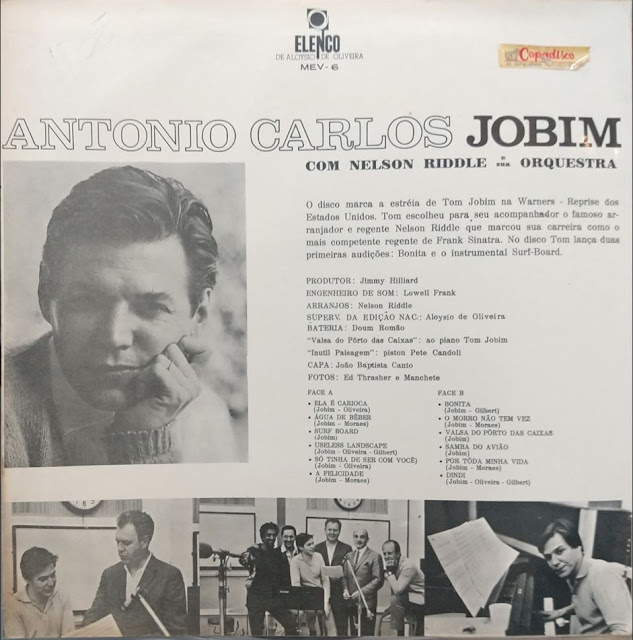 ELENCO
DE ALOYSIO DE OLIVEIRA
MEV-6
Copadisco
ANTONIO CARLOS JOBIM
COM NELSON RIDDLE e sua ORQUESTRA
O disco marca a estréia de Tom Jobim na Warners - Reprise dos
Estados Unidos. Tom escolheu para seu acompanhador o famoso ar-
ranjador e regente Nelson Riddle que marcou sua carreira como o
mais competente regente de Frank Sinatra. No disco Tom lança duas
primeiras audições: Bonita e o instrumental Surf-Board.
PRODUTOR: Jimmy Hilliard
ENGENHEIRO DE SOM: Lowell Frank
ARRANJOS: Nelson Riddle
SUPERV. DA EDIÇÃO NAC.: Aloysio de Oliveira
BATERIA: Doum Romão
"Valsa do Pôrto das Caixas": ao piano Tom Jobim
"Inutil Paisagem": piston Pete Candoli
CAPA: João Baptista Canto
FOTOS: Ed Thrasher e Manchete
FACE A
• ELA É CARIOCA
(Jobim - Oliveira)
• ÁGUA DE BÊBER
(Jobim - Moraes)
• SURF BOARD
(Jobim)
• USELESS LANDSCAPE
(Jobim - Oliveira - Gilbert)
• SÓ TINHA DE SER COM VOCÊ)
(Jobim - Oliveira)
• A FELICIDADE
(Jobim - Moraes)
FACE B
• BONITA
(Jobim - Gilbert)
• O MORRO NÃO TEM VEZ
(Jobim - Moraes)
• VALSA DO PÔRTO DAS CAIXAS
(Jobim)
• SAMBA DO AVIÃO
(Jobim)
• POR TÔDA MINHA VIDA
(Jobim - Moraes)
• DINDI
(Jobim - Oliveira - Gilbert)